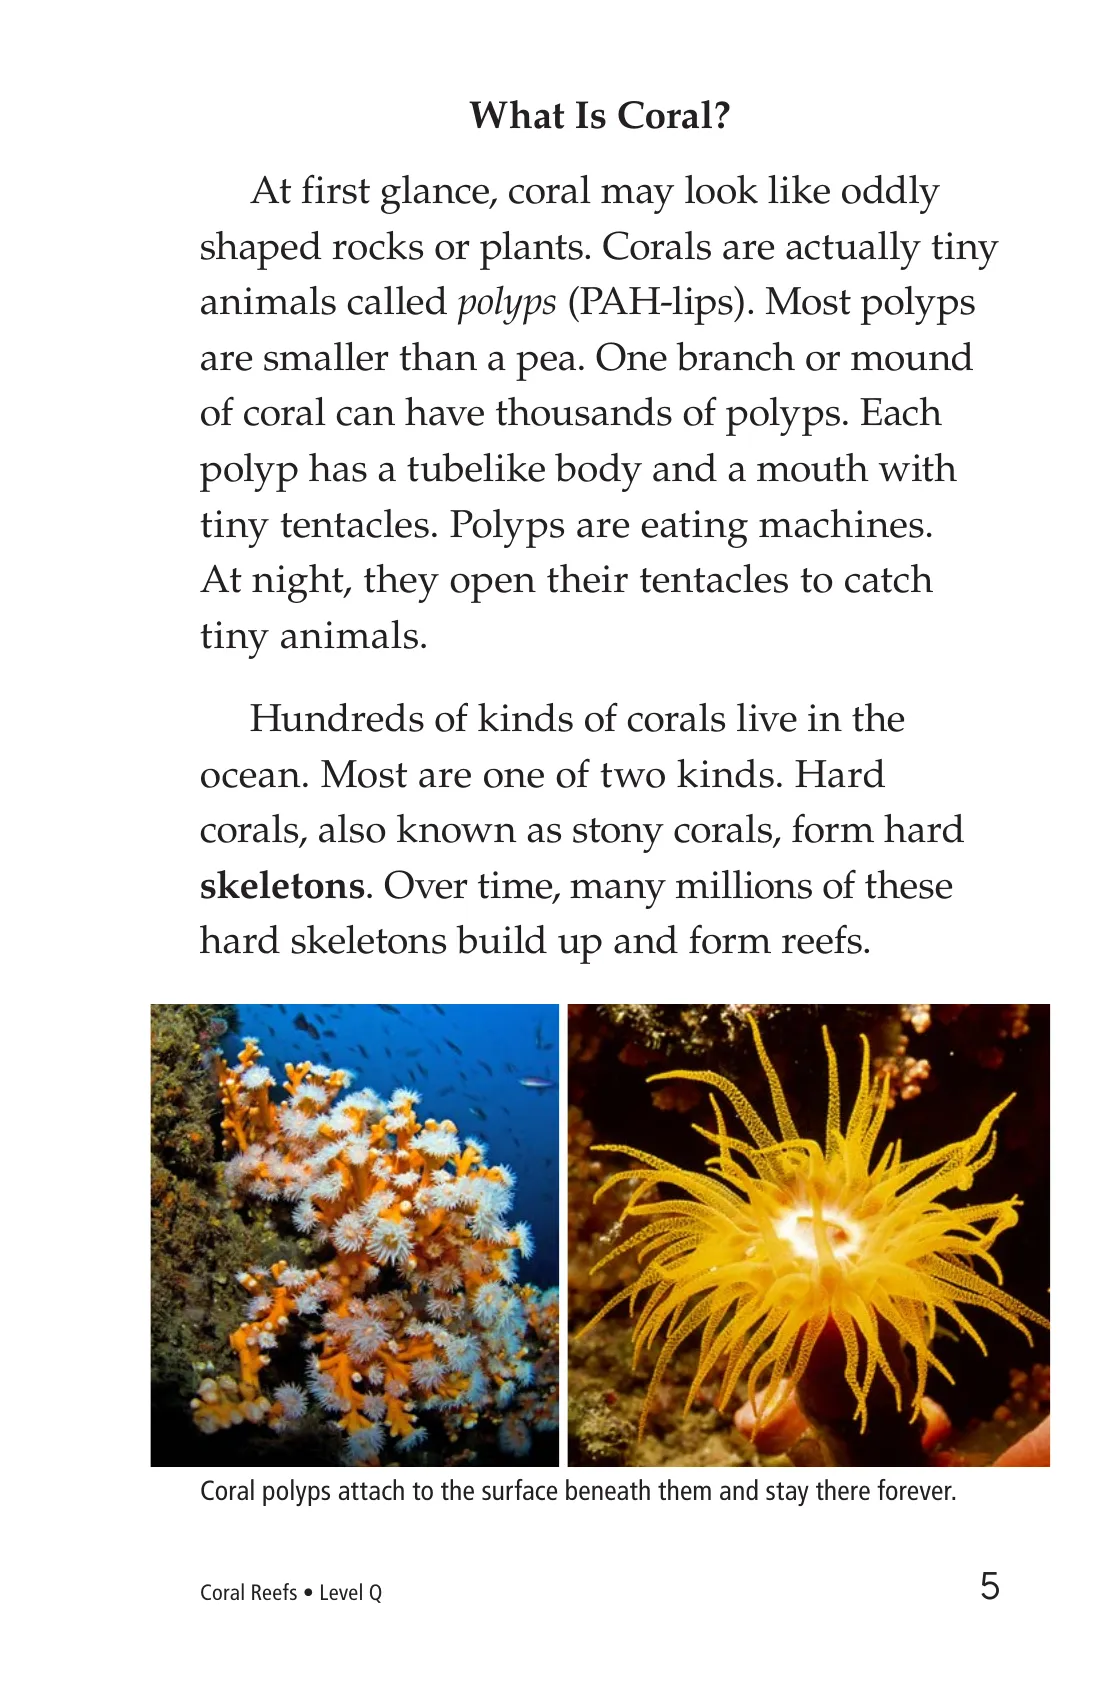 What Is Coral?
At first glance, coral may look like oddly
shaped rocks or plants. Corals are actually tiny
animals called polyps (PAH-lips). Most polyps
are smaller than a pea. One branch or mound
of coral can have thousands of polyps. Each
polyp has a tubelike body and a mouth with
tiny tentacles. Polyps are eating machines.
At night, they open their tentacles to catch
tiny animals.
Hundreds of kinds of corals live in the
ocean. Most are one of two kinds. Hard
corals, also known as stony corals, form hard
skeletons. Over time, many millions of these
hard skeletons build up and form reefs.
Coral polyps attach to the surface beneath them and stay there forever.
Coral Reefs • Level Q
5